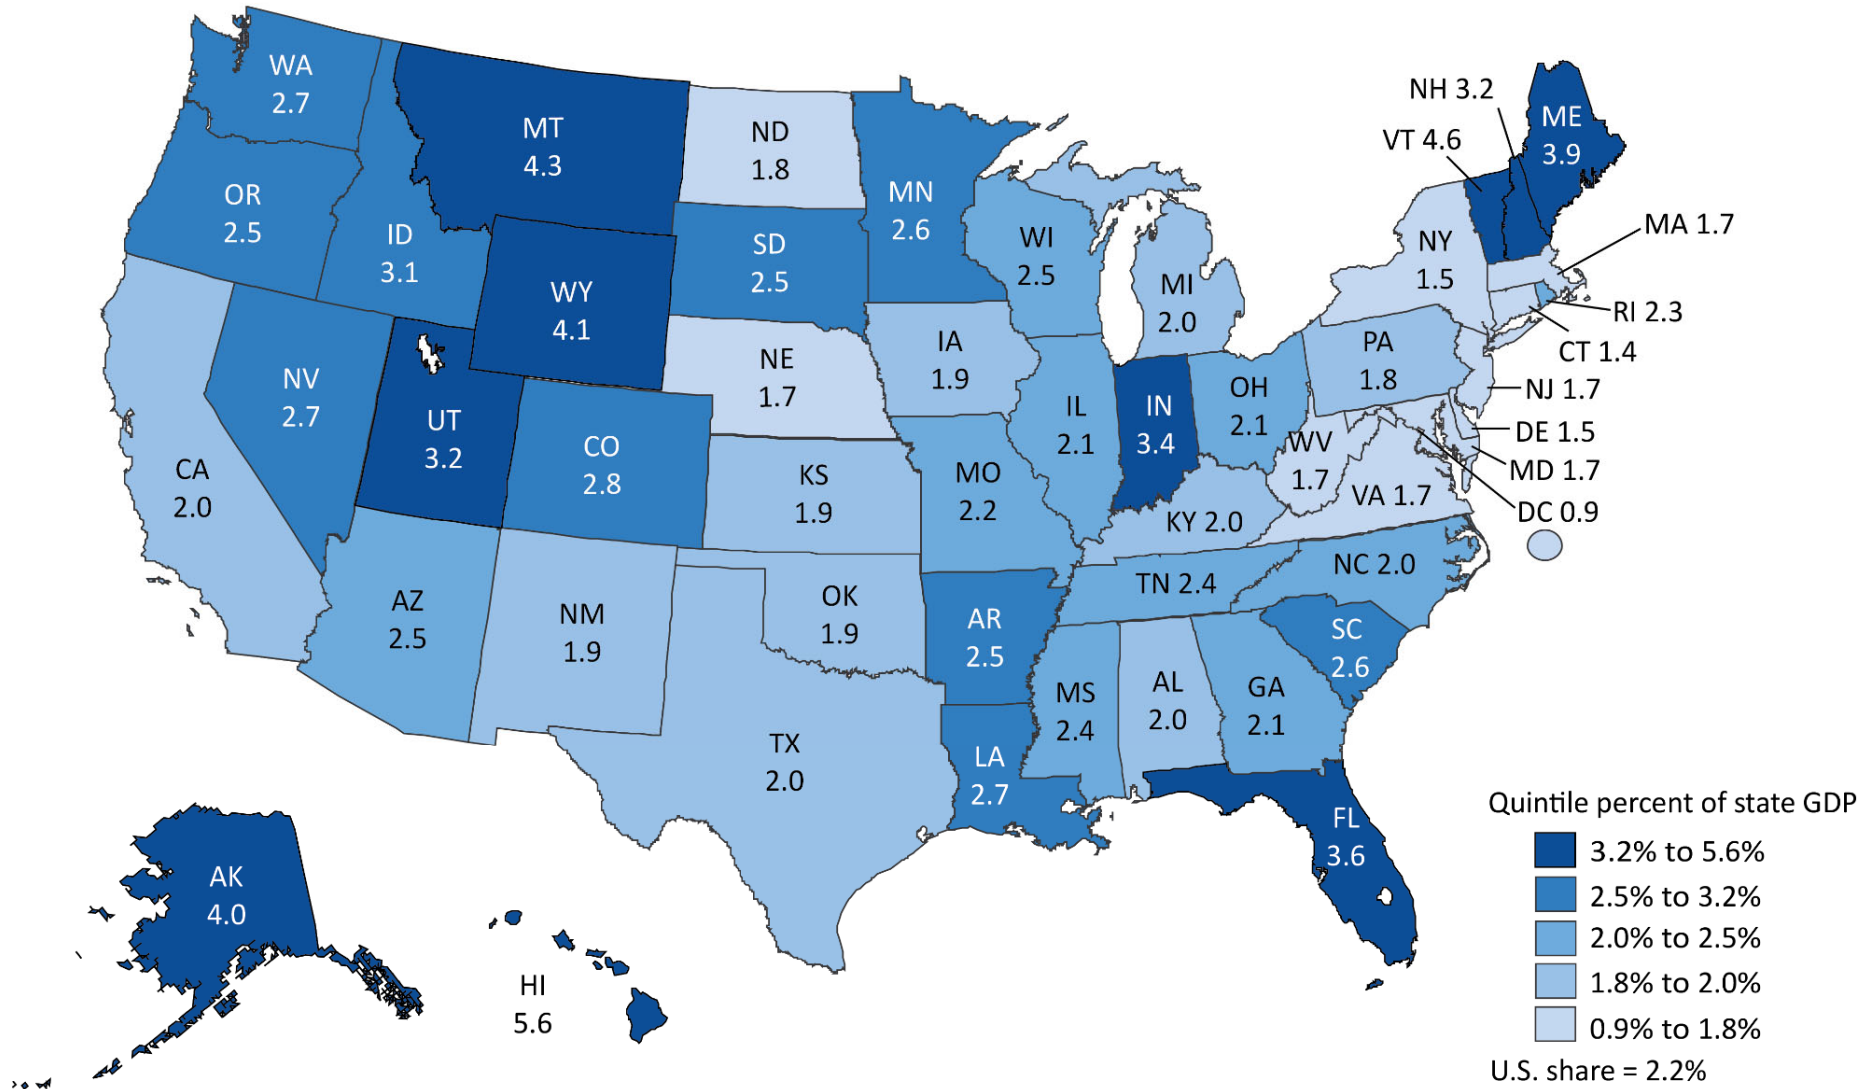 WA
2.7
MT
4.3
ND
1.8
NH 3.2
VT 4.6
ME
3.9
OR
2.5
ID
3.1
MN
2.6
SD
2.5
WI
2.5
WY
4.1
MI
2.0
NY
1.5
MA 1.7
RI 2.3
CT 1.4
NV
2.7
UT
3.2
CO
2.8
NE
1.7
IA
1.9
IL
2.1
IN
3.4
OH
2.1
PA
1.8
NJ 1.7
DE 1.5
MD 1.7
DC 0.9
WV
1.7
VA 1.7
CA
2.0
KS
1.9
MO
2.2
KY 2.0
NC 2.0
TN 2.4
AZ
2.5
NM
1.9
OK
1.9
AR
2.5
SC
2.6
MS
2.4
AL
2.0
GA
2.1
TX
2.0
LA
2.7
FL
3.6
AK
4.0
HI
5.6
Quintile percent of state GDP
3.2% to 5.6%
2.5% to 3.2%
2.0% to 2.5%
1.8% to 2.0%
0.9% to 1.8%
U.S. share = 2.2%